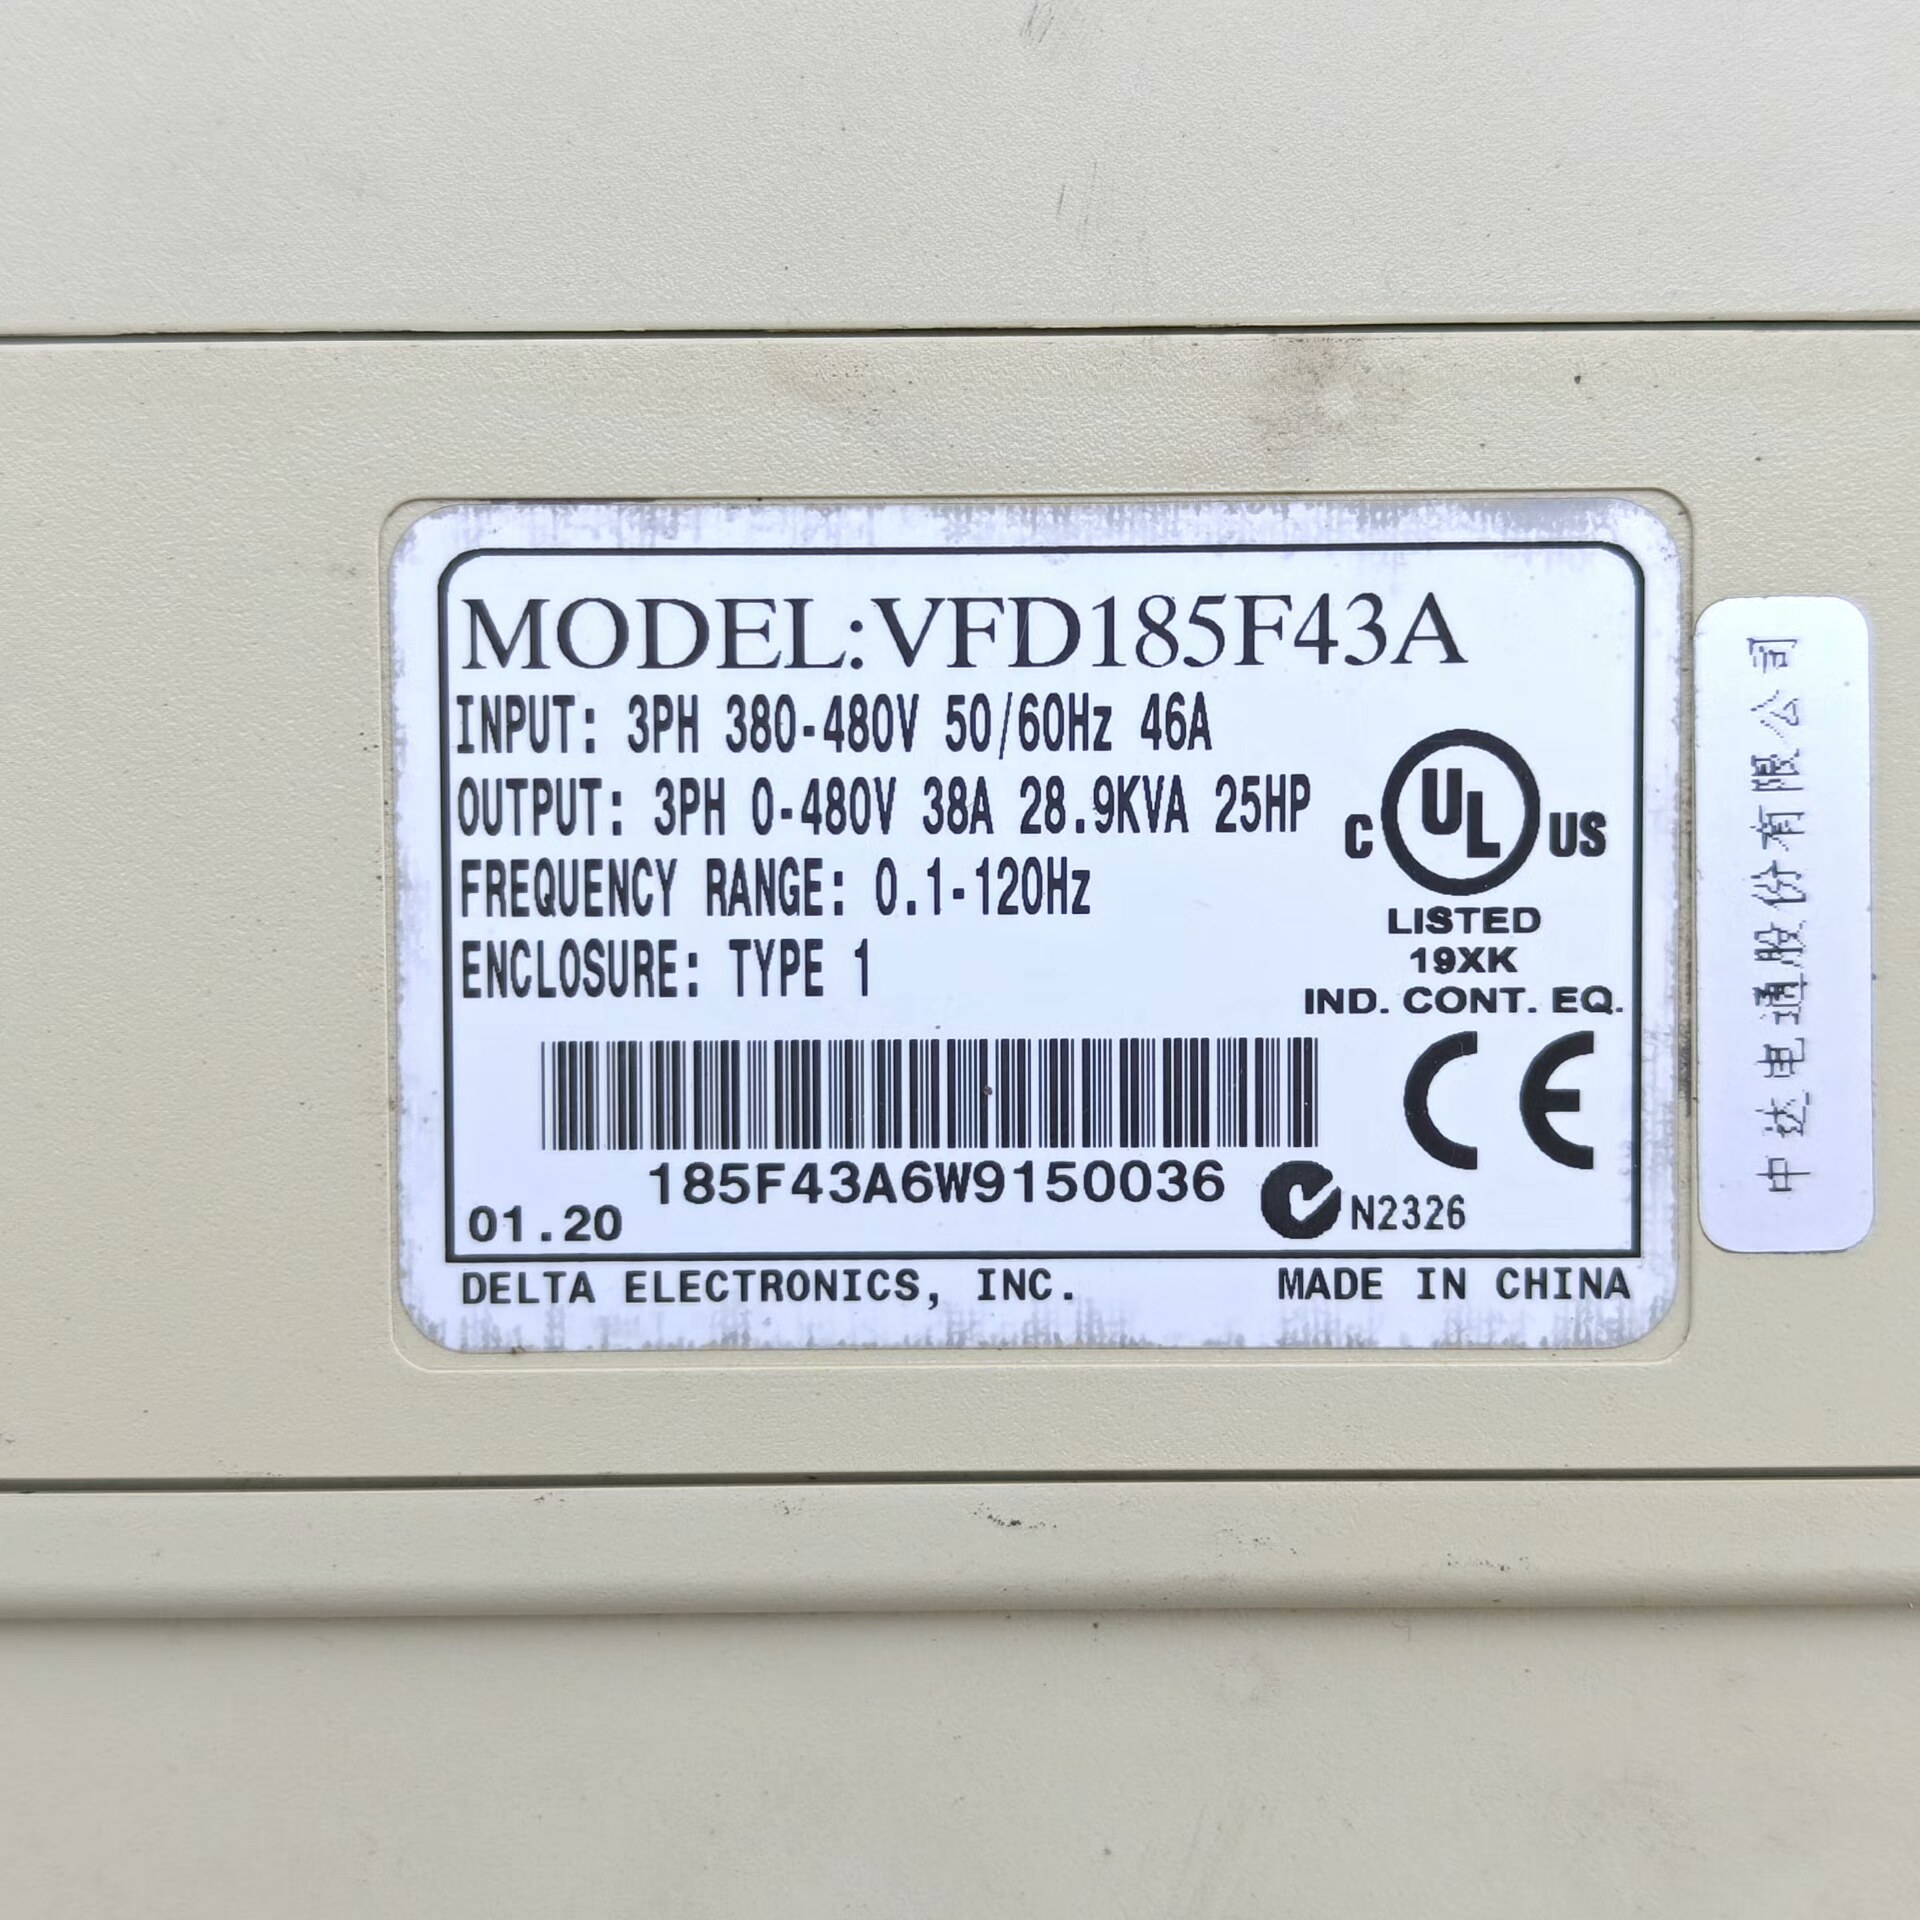 MODEL:VFD185F43A
INPUT: 3PH 380-480V 50/60Hz 46A
OUTPUT: 3PH 0-480V 38A 28.9KVA 25HP
FREQUENCY RANGE: 0.1-120Hz
ENCLOSURE: TYPE 1
C UL US
LISTED
19XK
IND. CONT. EQ.
CE
185F43A6W9150036
N2326
01.20
DELTA ELECTRONICS, INC.
MADE IN CHINA
中达电通股份有限公司